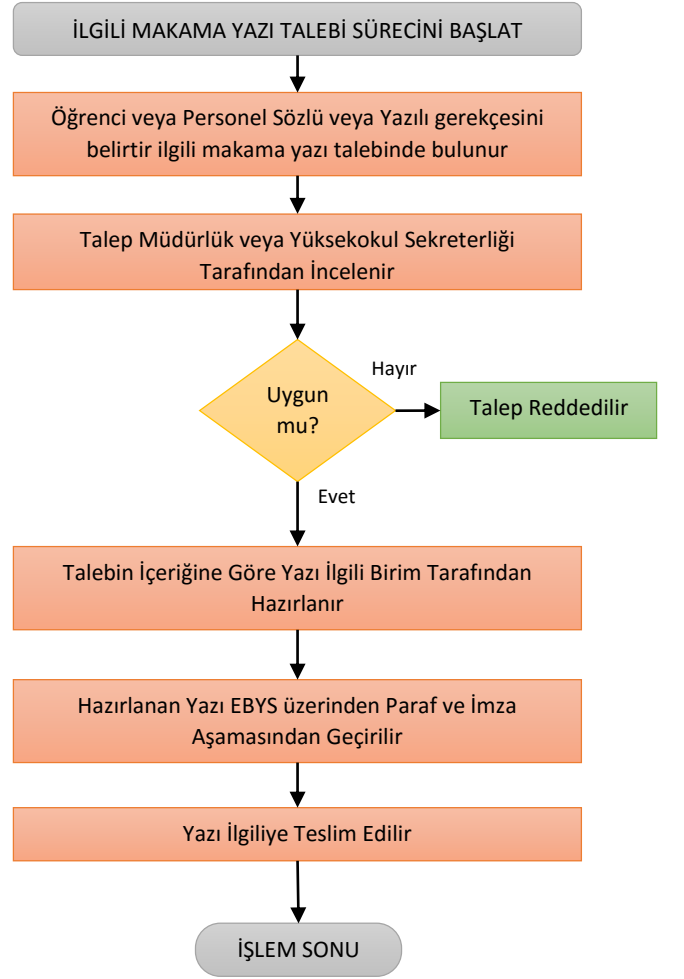 İLGİLİ MAKAMA YAZI TALEBİ SÜRECİNİ BAŞLAT
Öğrenci veya Personel Sözlü veya Yazılı gerekçesini
belirtir ilgili makama yazı talebinde bulunur
Talep Müdürlük veya Yüksekokul Sekreterliği
Tarafından İncelenir
Uygun
mu?
Hayır
Talep Reddedilir
Evet
Talebin İçeriğine Göre Yazı İlgili Birim Tarafından
Hazırlanır
Hazırlanan Yazı EBYS üzerinden Paraf ve İmza
Aşamasından Geçirilir
Yazı İlgiliye Teslim Edilir
İŞLEM SONU